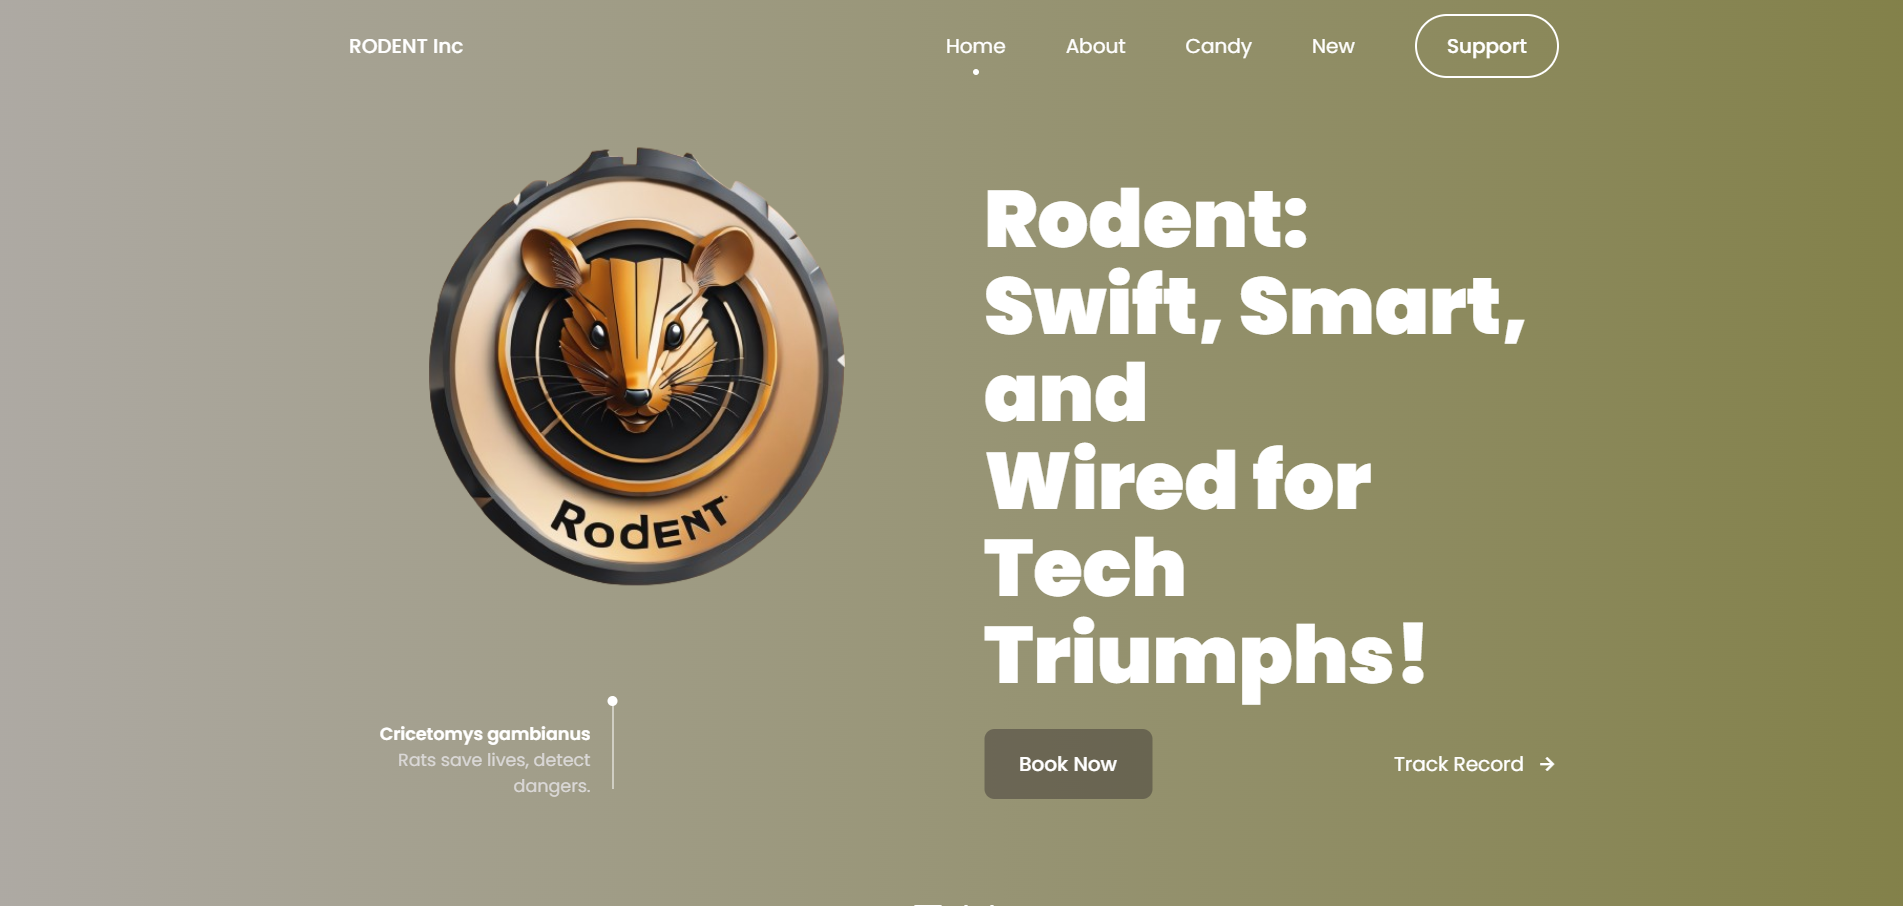 RODENT Inc
Home
About
Candy
New
Support
Rodent:
Swift, Smart,
and
Wired for
Tech
Triumphs!
RodENT
Cricetomys gambianus
Rats save lives, detect
dangers.
Book Now
Track Record